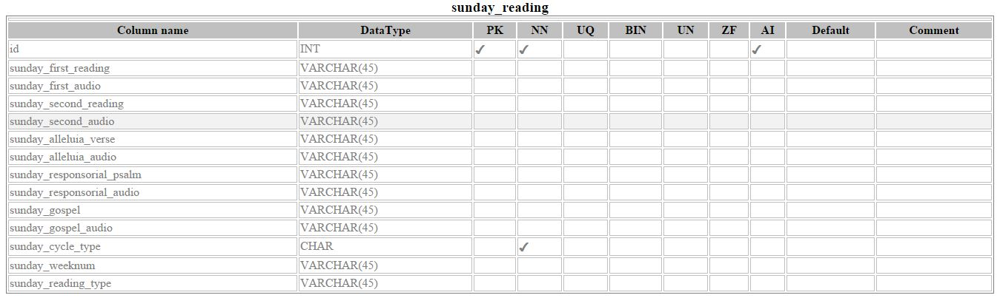 sunday_reading
Column name DataType PK NN UQ BIN UN ZF AI Default Comment
id INT ✓ ✓ ✓
sunday_first_reading VARCHAR(45)
sunday_first_audio VARCHAR(45)
sunday_second_reading VARCHAR(45)
sunday_second_audio VARCHAR(45)
sunday_alleluia_verse VARCHAR(45)
sunday_alleluia_audio VARCHAR(45)
sunday_responsorial_psalm VARCHAR(45)
sunday_responsorial_audio VARCHAR(45)
sunday_gospel VARCHAR(45)
sunday_gospel_audio VARCHAR(45)
sunday_cycle_type CHAR ✓
sunday_weeknum VARCHAR(45)
sunday_reading_type VARCHAR(45)